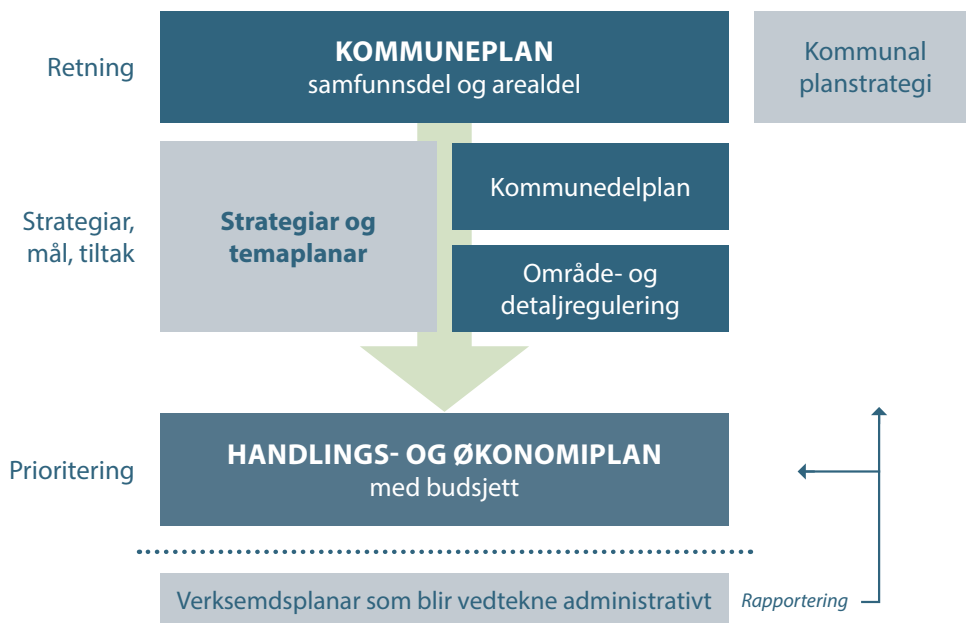 Retning
KOMMUNEPLAN
samfunnsdel og arealdel
Kommunal
planstrategi
Strategiar,
mål, tiltak
Strategiar og
temaplanar
Kommunedelplan
Område- og
detaljregulering
Prioritering
HANDLINGS- OG ØKONOMIPLAN
med budsjett
Verksemdsplanar som blir vedtekne administrativt
Rapportering